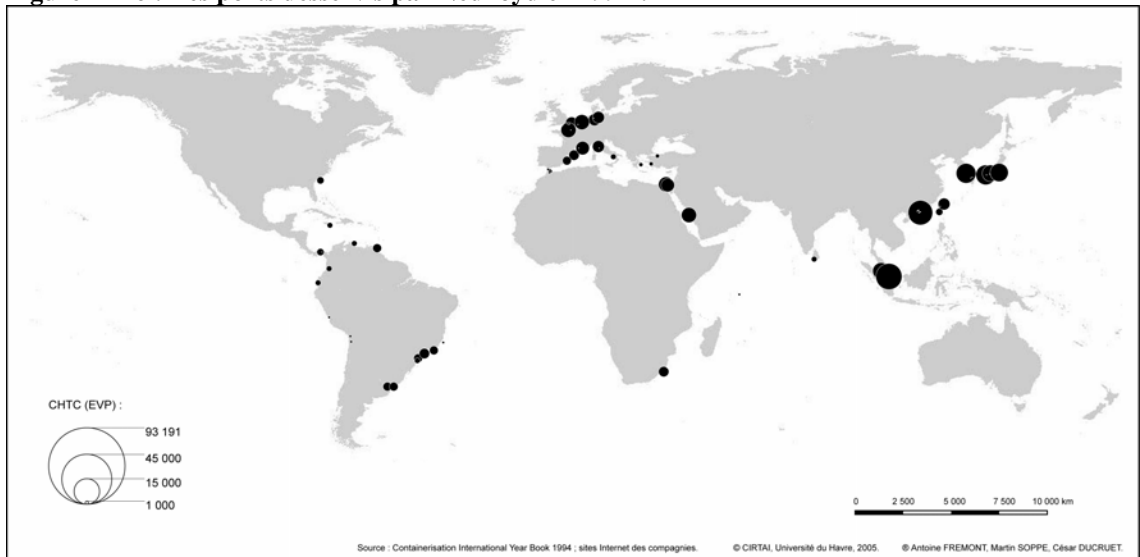 CHTC (EVP) :
93 191
45 000
15 000
1 000
0 2 500 5 000 7 500 10 000 km
Source : Containerisation International Year Book 1994 ; sites Internet des compagnies. © CIRTAI, Université du Havre, 2005. ® Antoine FREMONT, Martin SOPPE, César DUCRUET.